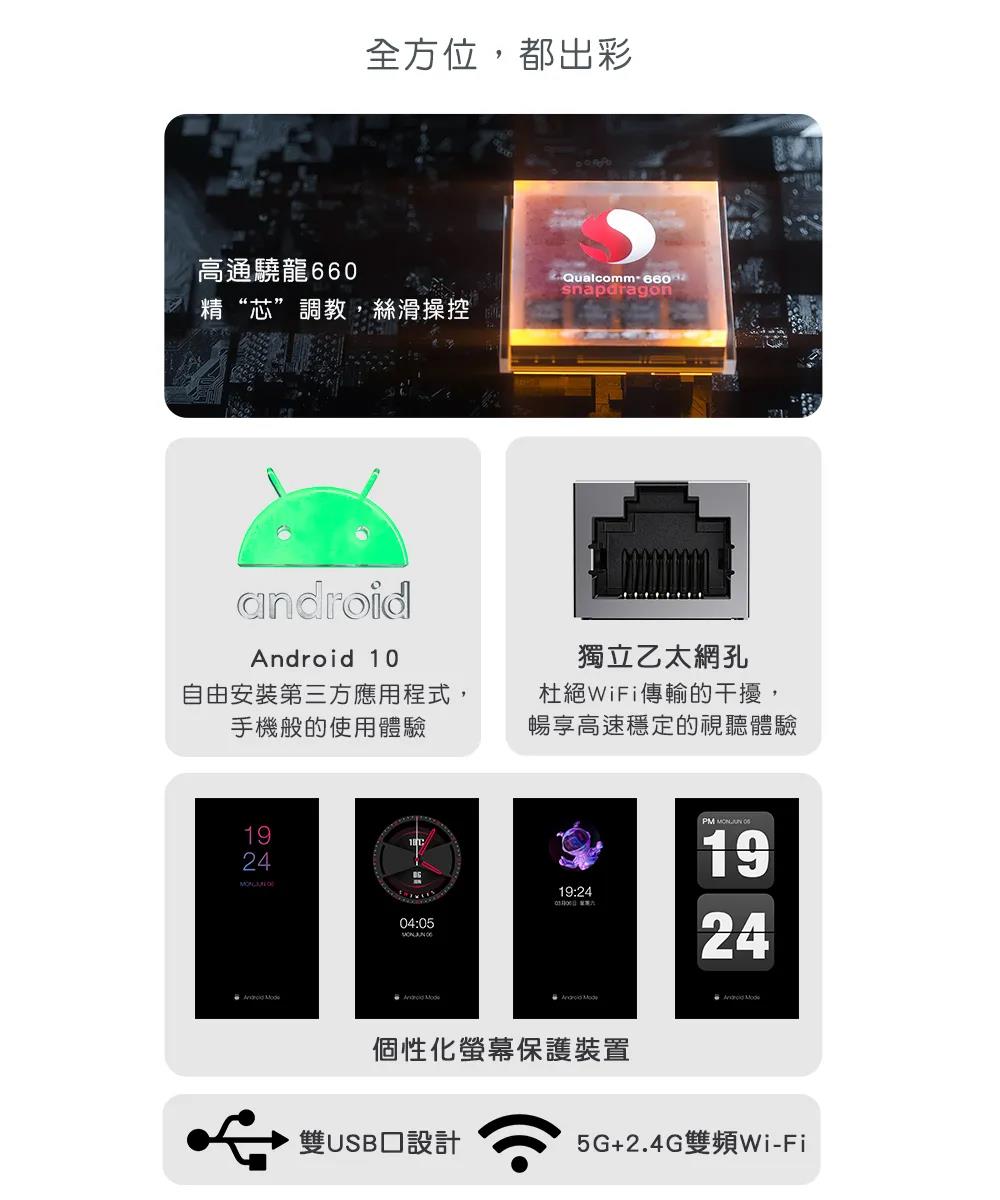 全方位，都出彩
高通驍龍660
精“芯”調教，絲滑操控
Qualcomm 660
snapdragon
android
Android 10
自由安裝第三方應用程式，
手機般的使用體驗
獨立乙太網孔
杜絕WiFi傳輸的干擾，
暢享高速穩定的視聽體驗
19
24
MON,JUN 06
Android Mode
04:05
MON,JUN 06
Android Mode
19:24
Android Mode
PM MON,JUN 06
19
24
Android Mode
個性化螢幕保護裝置
雙USB口設計
5G+2.4G雙頻Wi-Fi